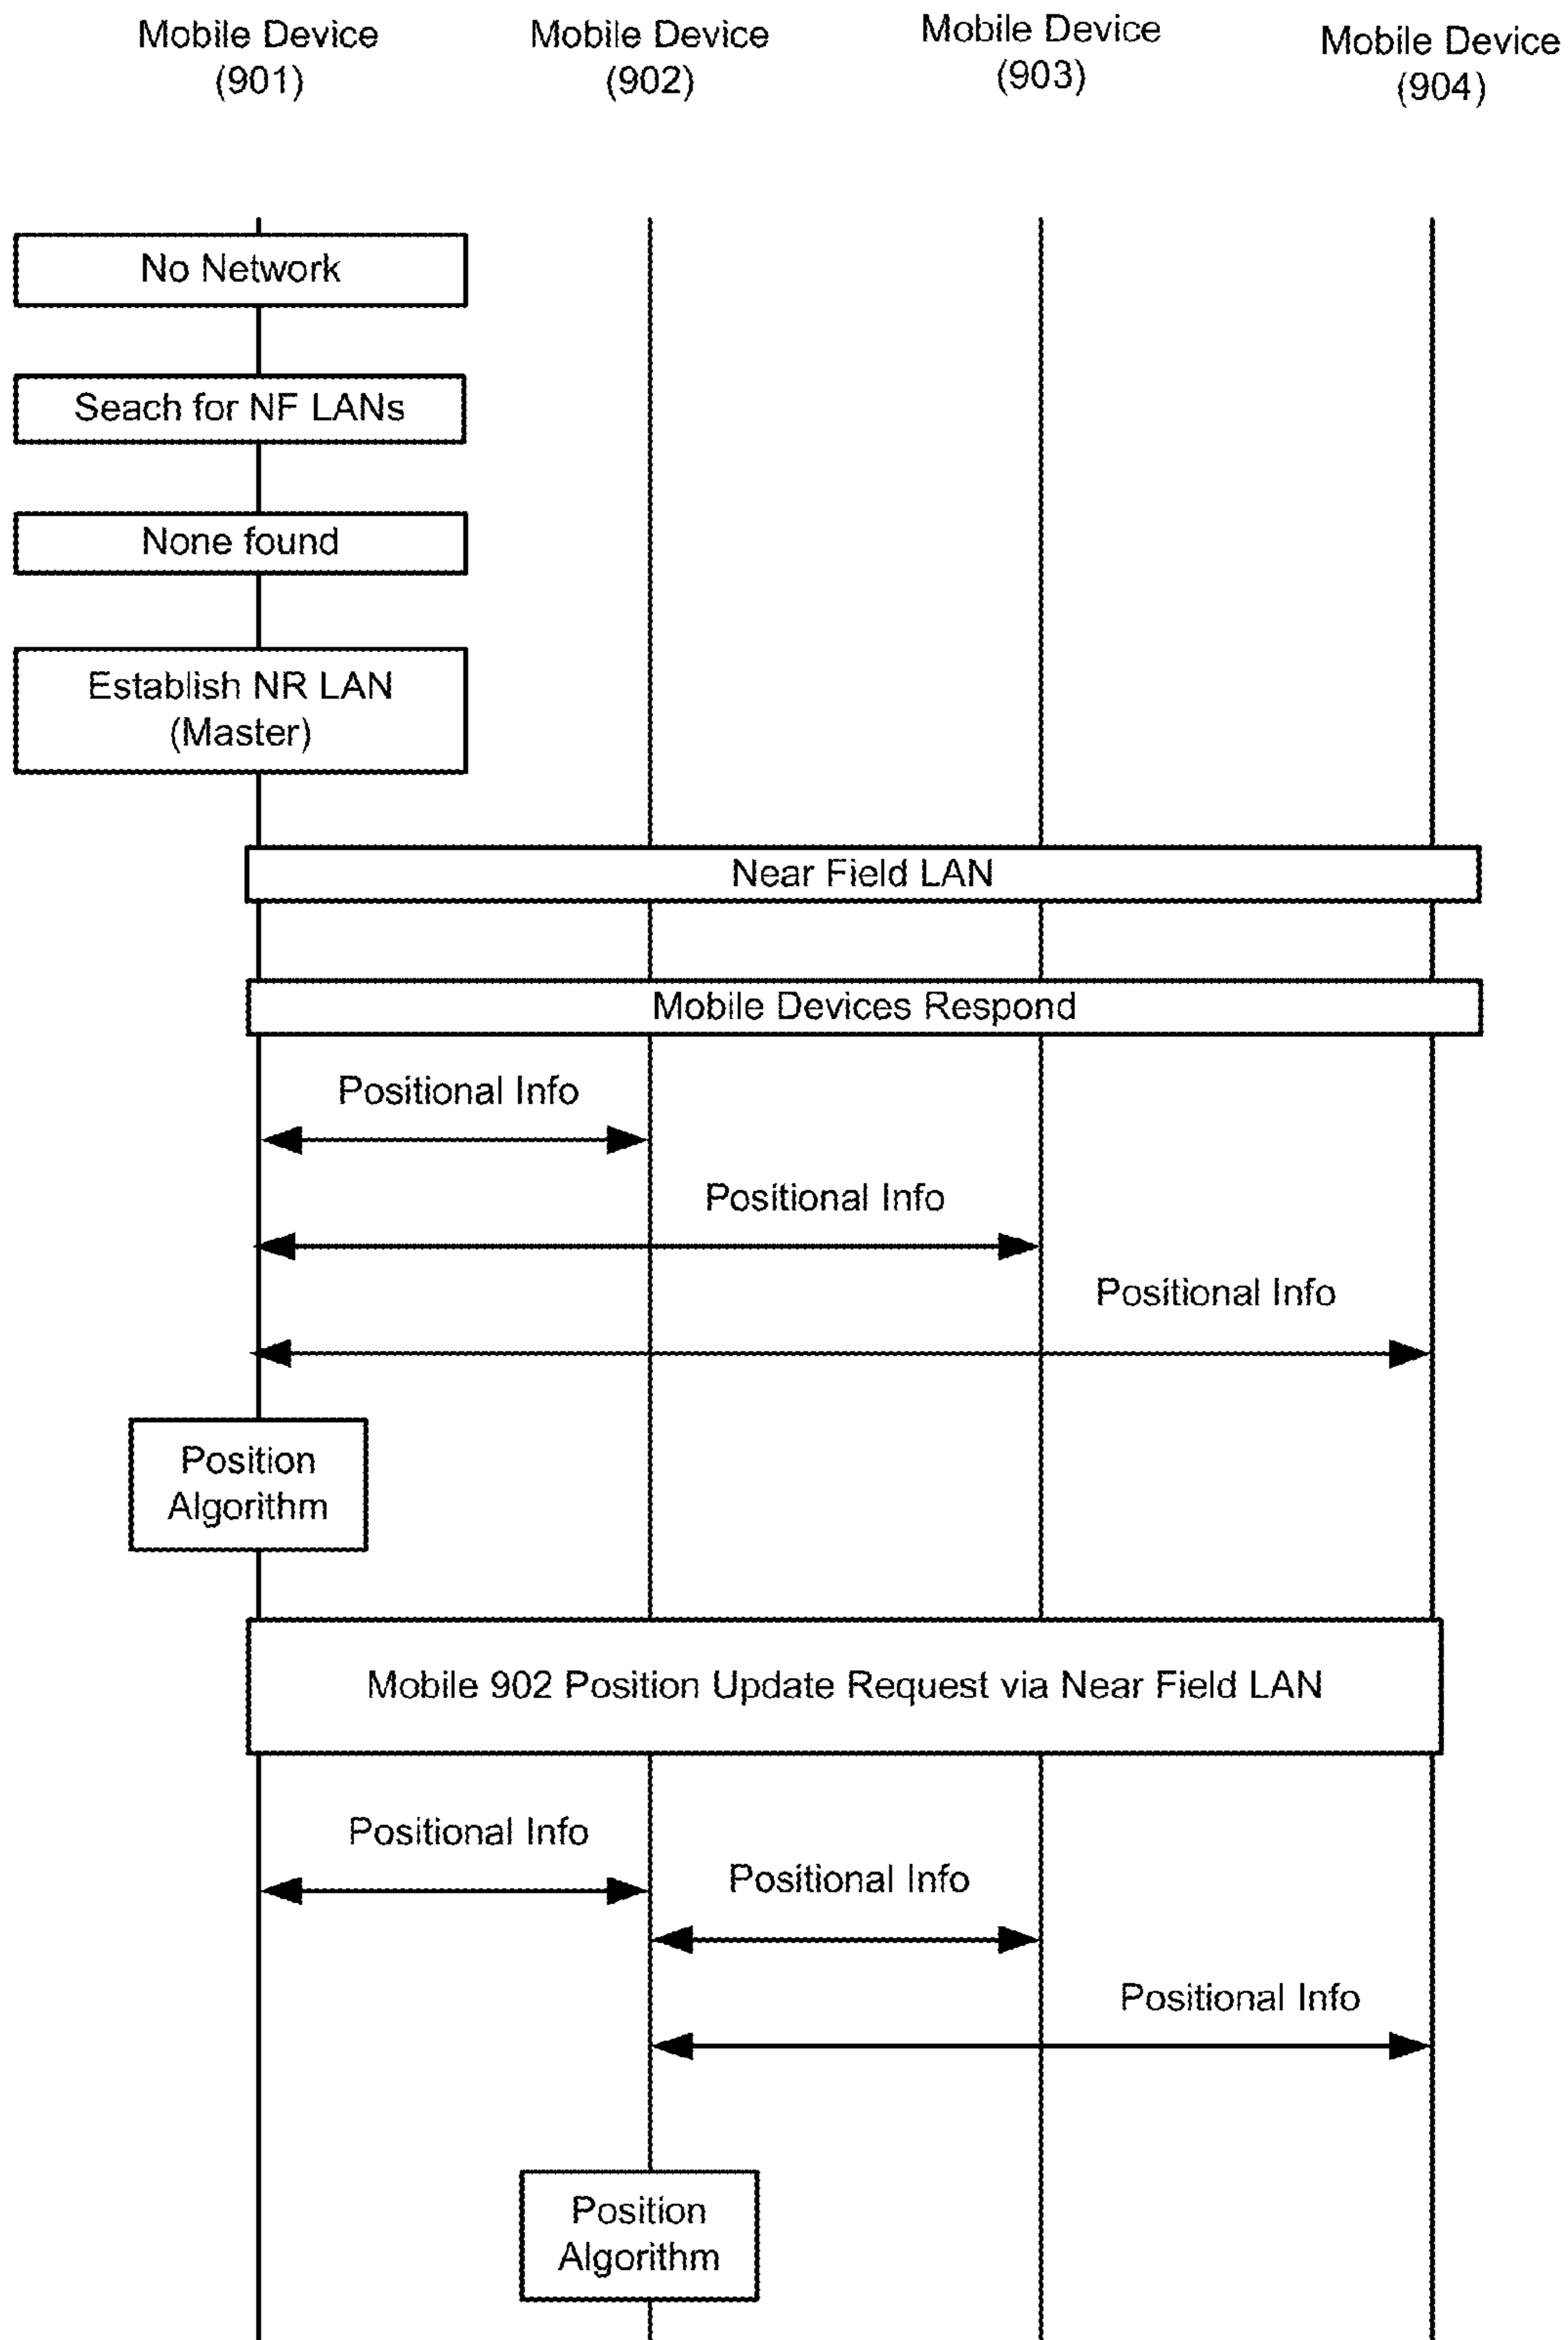 Mobile Device
(901)
Mobile Device
(902)
Mobile Device
(903)
Mobile Device
(904)
No Network
Seach for NF LANs
None found
Establish NR LAN
(Master)
Near Field LAN
Mobile Devices Respond
Positional Info
Positional Info
Positional Info
Position
Algorithm
Mobile 902 Position Update Request via Near Field LAN
Positional Info
Positional Info
Positional Info
Position
Algorithm